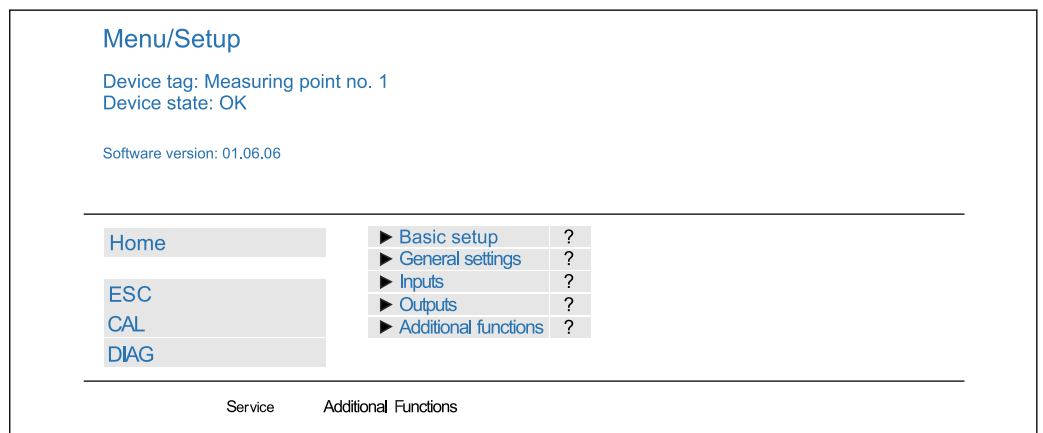 Menu/Setup
Device tag: Measuring point no. 1
Device state: OK
Software version: 01.06.06
Home
ESC
CAL
DIAG
► Basic setup ?
► General settings ?
► Inputs ?
► Outputs ?
► Additional functions ?
Service Additional Functions